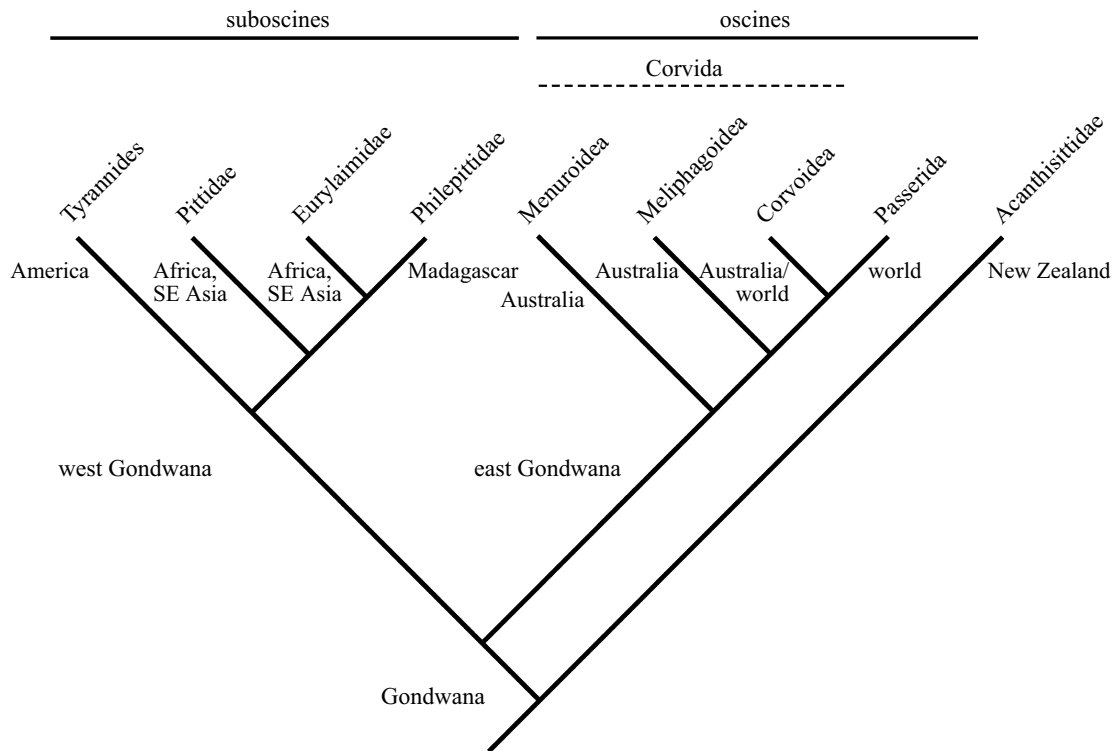 suboscines
oscines
Corvida
Tyrannides
Pittidae
Eurylaimidae
Philepittidae
Menuroidea
Meliphagoidea
Corvoidea
Passerida
Acanthisittidae
America
Africa,
SE Asia
Africa,
SE Asia
Madagascar
Australia
Australia
Australia/
world
world
New Zealand
west Gondwana
east Gondwana
Gondwana